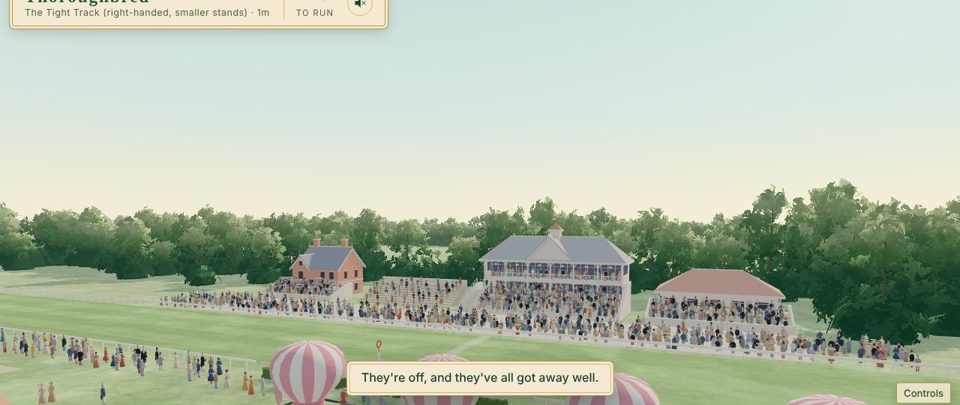 Thoroughbred
The Tight Track (right-handed, smaller stands) · 1m
TO RUN
They're off, and they've all got away well.
Controls